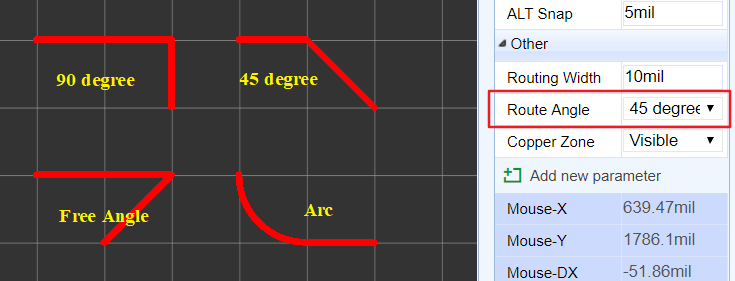 90 degree
45 degree
Free Angle
Arc
ALT Snap 5mil
Other
Routing Width 10mil
Route Angle 45 degree
Copper Zone Visible
Add new parameter
Mouse-X 639.47mil
Mouse-Y 1786.1mil
Mouse-DX -51.86mil